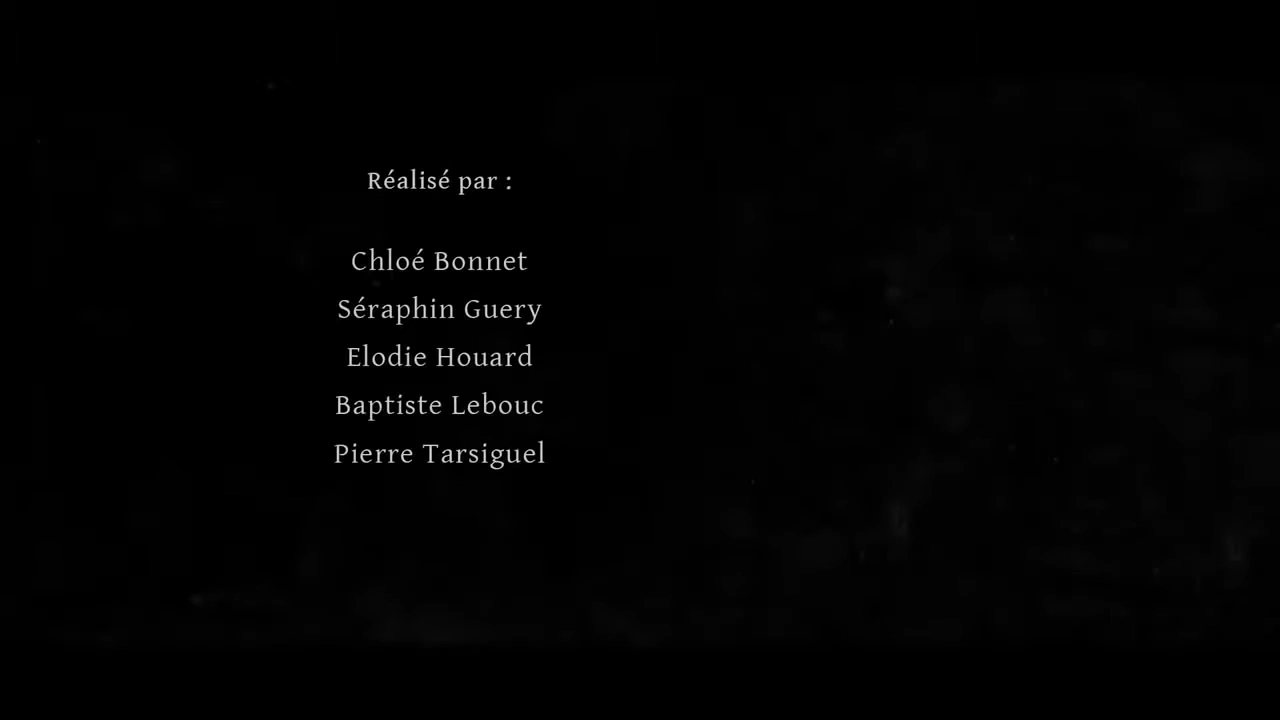 Réalisé par :
Chloé Bonnet
Séraphin Guery
Elodie Houard
Baptiste Lebouc
Pierre Tarsiguel